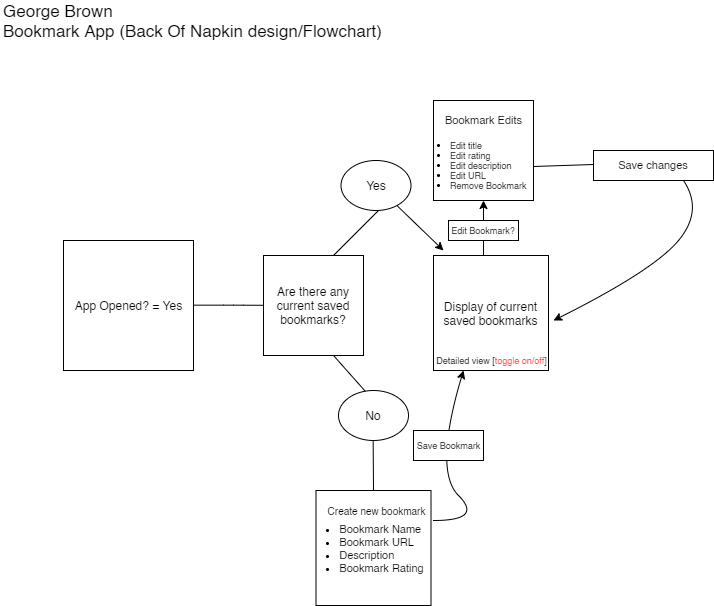 George Brown
Bookmark App (Back Of Napkin design/Flowchart)
Bookmark Edits
Edit title
Edit rating
Edit description
Edit URL
Remove Bookmark
Save changes
Yes
Edit Bookmark?
App Opened? = Yes
Are there any
current saved
bookmarks?
Display of current
saved bookmarks
Detailed view [toggle on/off]
No
Save Bookmark
Create new bookmark
Bookmark Name
Bookmark URL
Description
Bookmark Rating